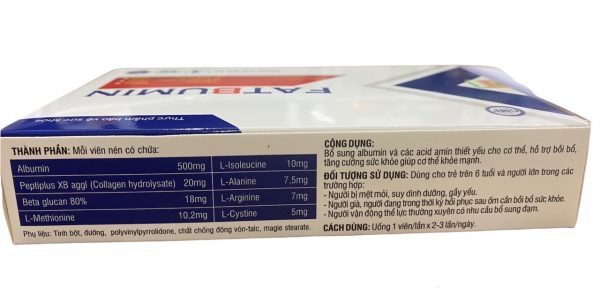 FATBUMIN
Thực phẩm bảo vệ sức khỏe
THÀNH PHẦN: Mỗi viên nén có chứa:
Albumin 500mg L-Isoleucine 10mg
Peptiplus XB aggl (Collagen hydrolysate) 20mg L-Alanine 7,5mg
Beta glucan 80% 18mg L-Arginine 7mg
L-Methionine 10,2mg L-Cystine 5mg
Phụ liệu: Tinh bột, đường, polyvinylpyrrolidone, chất chống đông vón-talc, magie stearate.
CÔNG DỤNG:
Bổ sung albumin và các acid amin thiết yếu cho cơ thể, hỗ trợ bồi bổ,
tăng cường sức khỏe giúp cơ thể khỏe mạnh.
ĐỐI TƯỢNG SỬ DỤNG: Dùng cho trẻ trên 6 tuổi và người lớn trong các
trường hợp:
- Người bị mệt mỏi, suy dinh dưỡng, gầy yếu.
- Người già, người đang trong thời kỳ hồi phục sau ốm cần bồi bổ sức khỏe.
- Người vận động thể lực thường xuyên có nhu cầu bổ sung đạm.
CÁCH DÙNG: Uống 1 viên/lần x 2-3 lần/ngày.